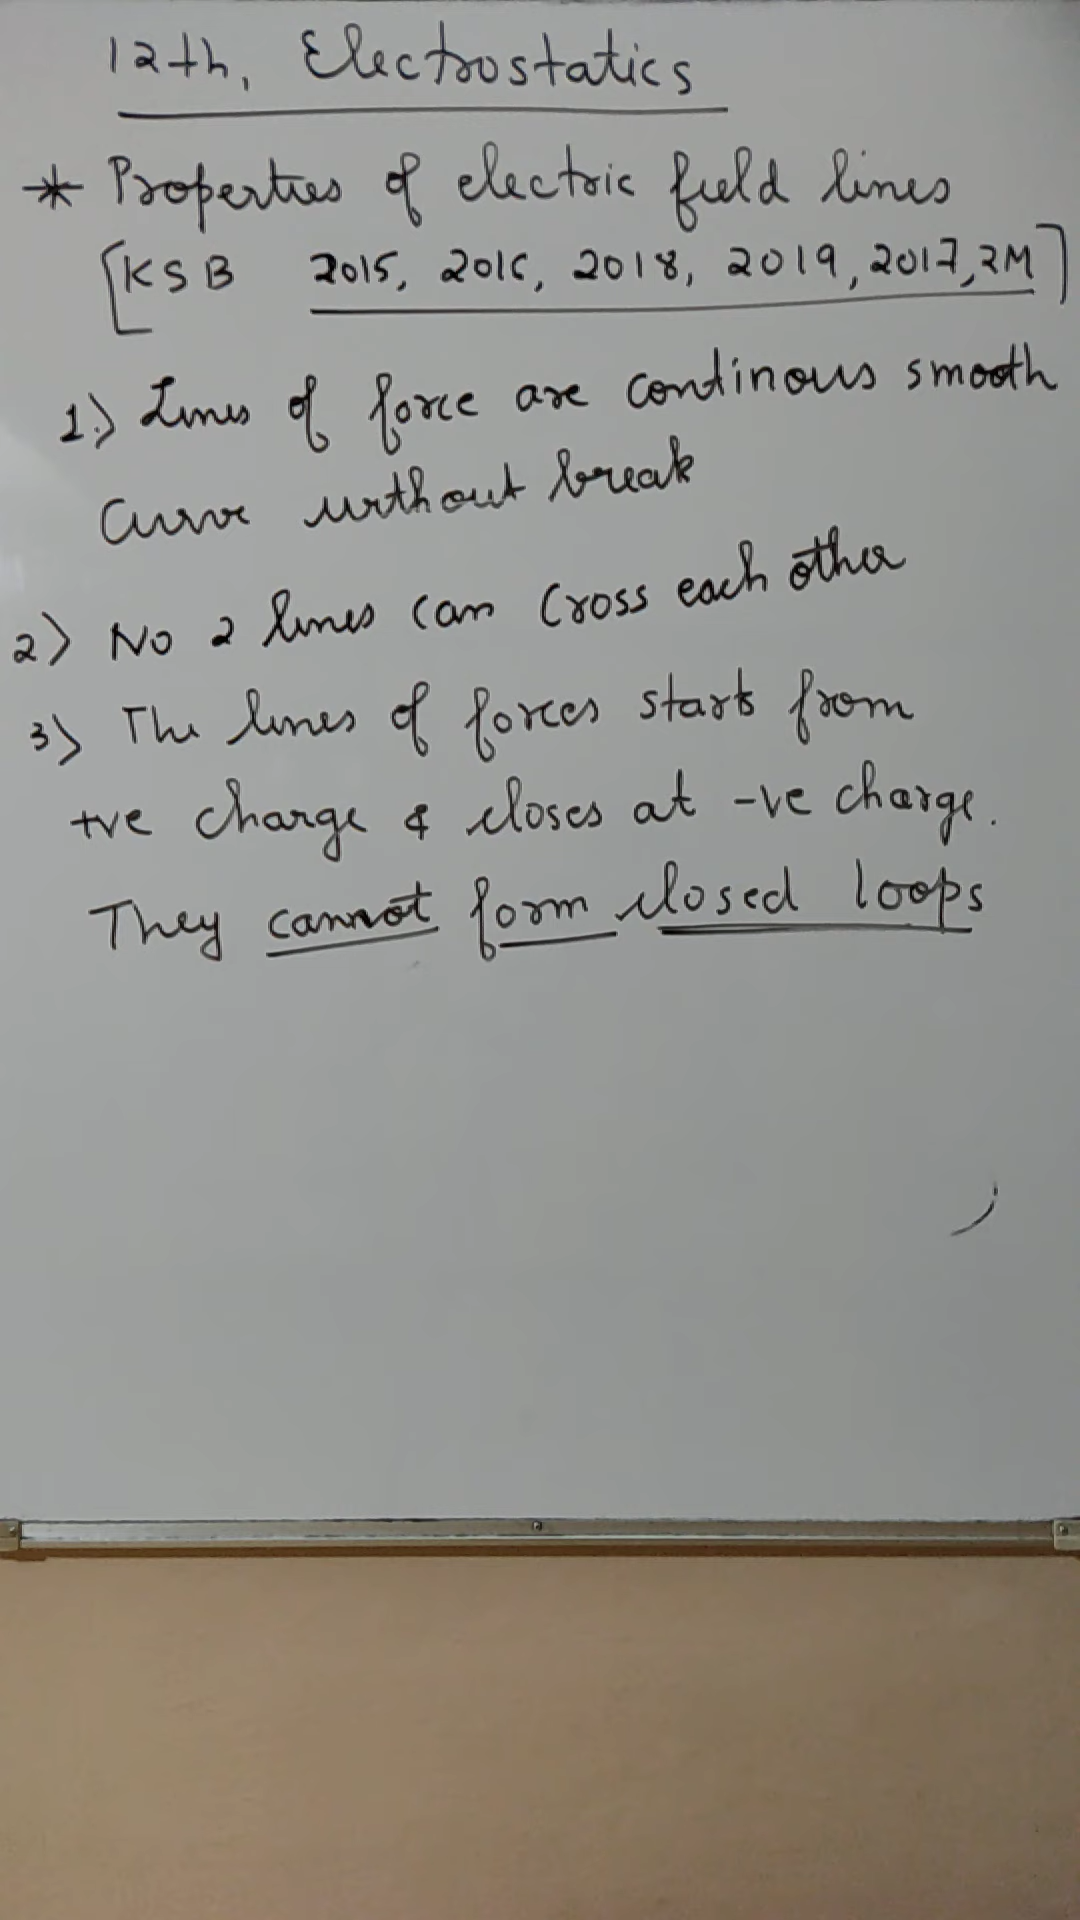 12th, Electrostatics
* Properties of electric field lines
[KSB 2015, 2016, 2018, 2019, 2017, 2M]
1.) Lines of force are continous smooth
Curve without break
2) No 2 lines can cross each other
3) The lines of forces starts from
+ve charge & closes at -ve charge.
They cannot form closed loops